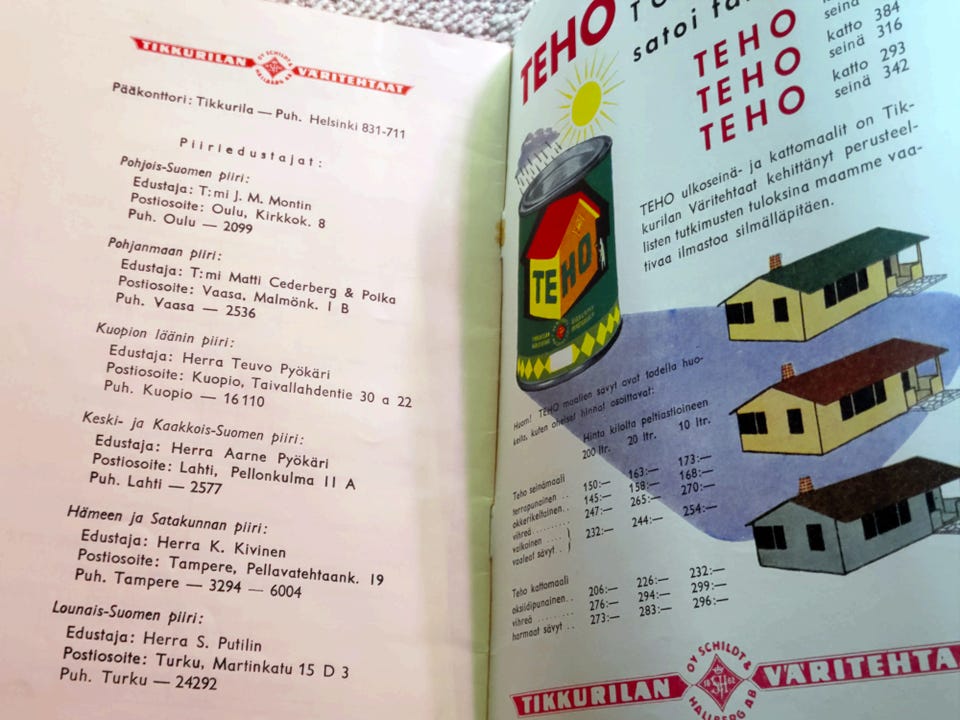 TIKKURILAN OY SCHILDT & HALLBERG AB VÄRITEHTAAT
Pääkonttori: Tikkurila — Puh. Helsinki 831-711
Piiriedustajat:
Pohjois-Suomen piiri:
Edustaja: T:mi J. M. Montin
Postiosoite: Oulu, Kirkkok. 8
Puh. Oulu — 2099
Pohjanmaan piiri:
Edustaja: T:mi Matti Cederberg & Polka
Postiosoite: Vaasa, Malmönk. 1 B
Puh. Vaasa — 2536
Kuopion läänin piiri:
Edustaja: Herra Teuvo Pyökäri
Postiosoite: Kuopio, Taivallahdentie 30 a 22
Puh. Kuopio — 16110
Keski- ja Kaakkois-Suomen piiri:
Edustaja: Herra Aarne Pyökäri
Postiosoite: Lahti, Pellonkulma 11 A
Puh. Lahti — 2577
Hämeen ja Satakunnan piiri:
Edustaja: Herra K. Kivinen
Postiosoite: Tampere, Pellavatehtaank. 19
Puh. Tampere — 3294 — 6004
Lounais-Suomen piiri:
Edustaja: Herra S. Putilin
Postiosoite: Turku, Martinkatu 15 D 3
Puh. Turku — 24292
TEHO
satoi
seinä
TEHO katto 384
seinä 316
TEHO katto 293
seinä 342
TEHO
TEHO ulkoseinä- ja kattomaalit on Tik-
kurilan Väritehtaat kehittänyt perusteel-
listen tutkimusten tuloksina maamme vaa-
tivaa ilmastoa silmälläpitäen.
TEHO
Huom! TEHO maalien sävyt ovat todella huo-
keita, kuten oheiset hinnat osoittavat:
Hinta kilolta peltiastioineen
200 ltr. 20 ltr. 10 ltr.
Teho seinämaali
terrapunainen .. 150:— 163:— 173:—
okkerikeltainen. 145:— 158:— 168:—
vihreä ......... 247:— 265:— 270:—
valkoinen .... }
vaaleat sävyt .. } 232:— 244:— 254:—
Teho kattomaali
oksiidipunainen 206:— 226:— 232:—
vihreä ........ 276:— 294:— 299:—
harmaat sävyt .. 273:— 283:— 296:—
TIKKURILAN OY SCHILDT & HALLBERG AB VÄRITEHTA
18 SH 62